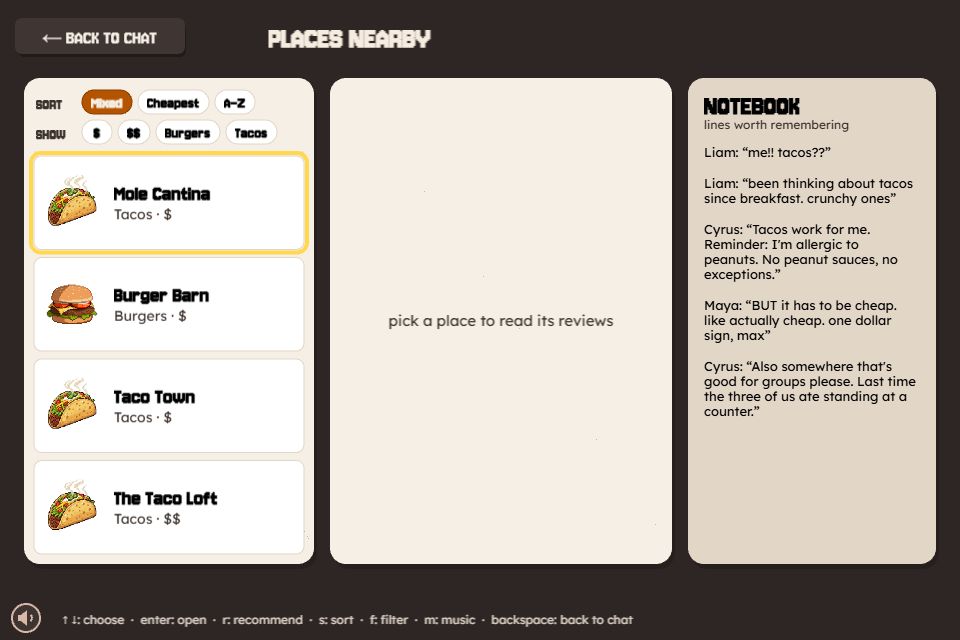 ← BACK TO CHAT
PLACES NEARBY
SORT Mixed Cheapest A-Z
SHOW $ $$ Burgers Tacos
Mole Cantina
Tacos · $
Burger Barn
Burgers · $
Taco Town
Tacos · $
The Taco Loft
Tacos · $$
pick a place to read its reviews
NOTEBOOK
lines worth remembering
Liam: “me!! tacos??”
Liam: “been thinking about tacos
since breakfast. crunchy ones”
Cyrus: “Tacos work for me.
Reminder: I'm allergic to
peanuts. No peanut sauces, no
exceptions.”
Maya: “BUT it has to be cheap.
like actually cheap. one dollar
sign, max”
Cyrus: “Also somewhere that's
good for groups please. Last time
the three of us ate standing at a
counter.”
↑ ↓: choose · enter: open · r: recommend · s: sort · f: filter · m: music · backspace: back to chat